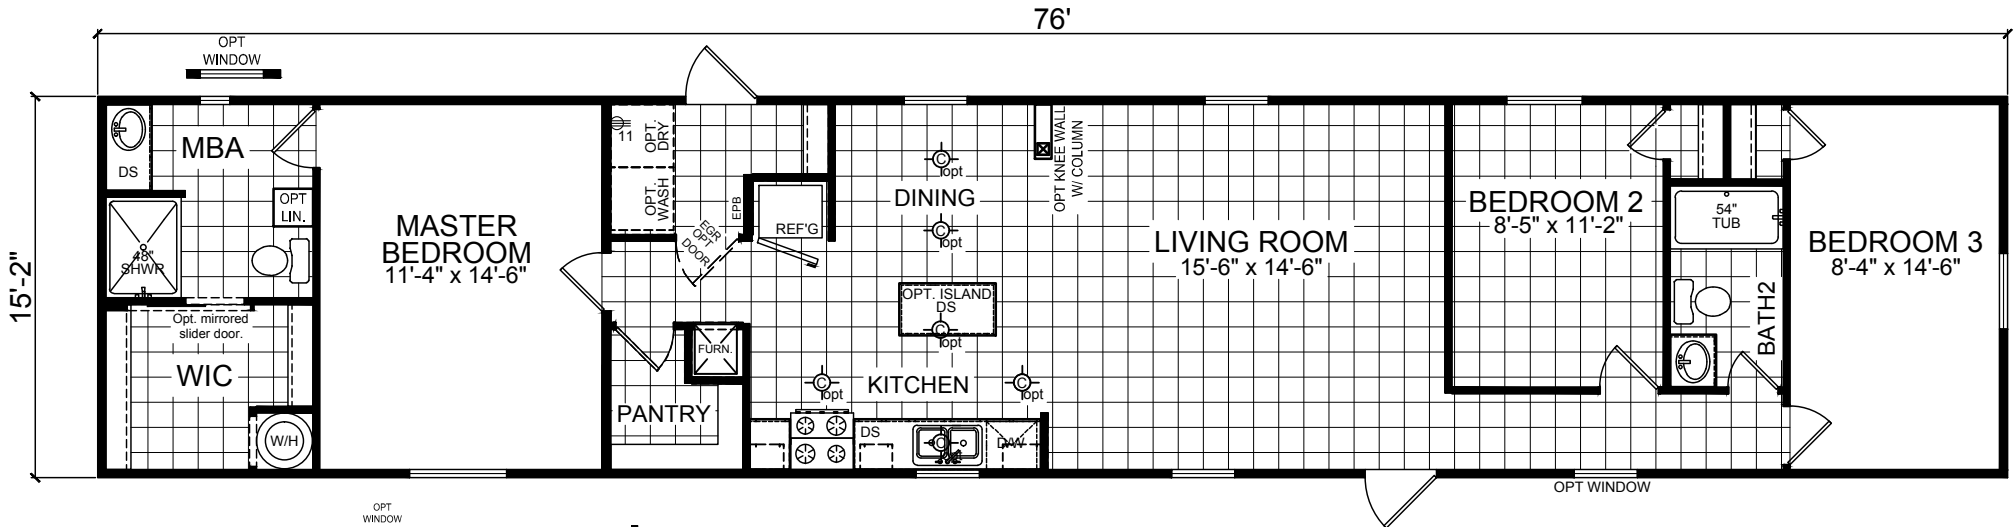 76'
15'-2"
OPT
WINDOW
MBA
DS
OPT
LIN.
48"
SHWR
Opt. mirrored
slider door.
WIC
W/H
MASTER
BEDROOM
11'-4" x 14'-6"
OPT
WINDOW
11
OPT.
DRY
OPT.
WASH
EPB
EGR
OPT
DOOR
REF'G
FURN.
PANTRY
DINING
C
opt
C
opt
OPT. ISLAND
DS
C
opt
KITCHEN
C
opt
C
opt
DS
C
D/W
OPT KNEE WALL
W/ COLUMN
LIVING ROOM
15'-6" x 14'-6"
BEDROOM 2
8'-5" x 11'-2"
54"
TUB
BATH2
BEDROOM 3
8'-4" x 14'-6"
OPT WINDOW